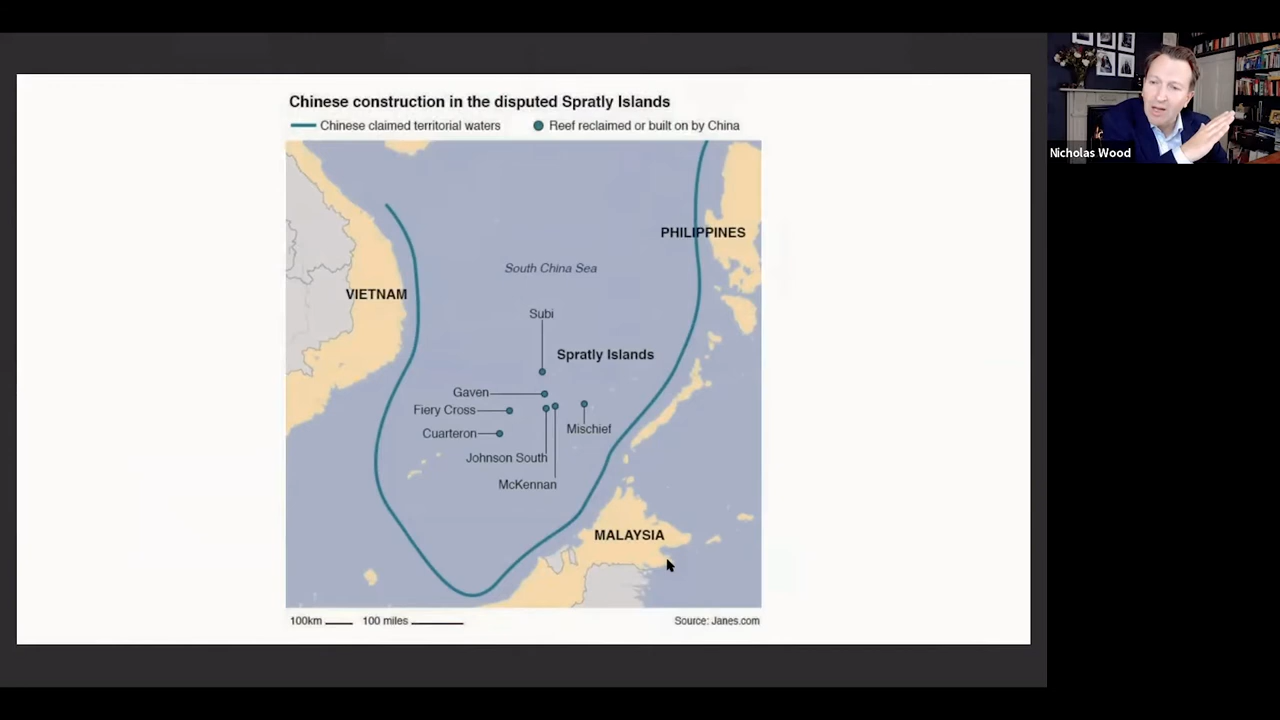 Chinese construction in the disputed Spratly Islands
Chinese claimed territorial waters
Reef reclaimed or built on by China
Nicholas Wood
PHILIPPINES
South China Sea
VIETNAM
Subi
Spratly Islands
Gaven
Fiery Cross
Mischief
Cuarteron
Johnson South
McKennan
MALAYSIA
100km 100 miles
Source: Janes.com